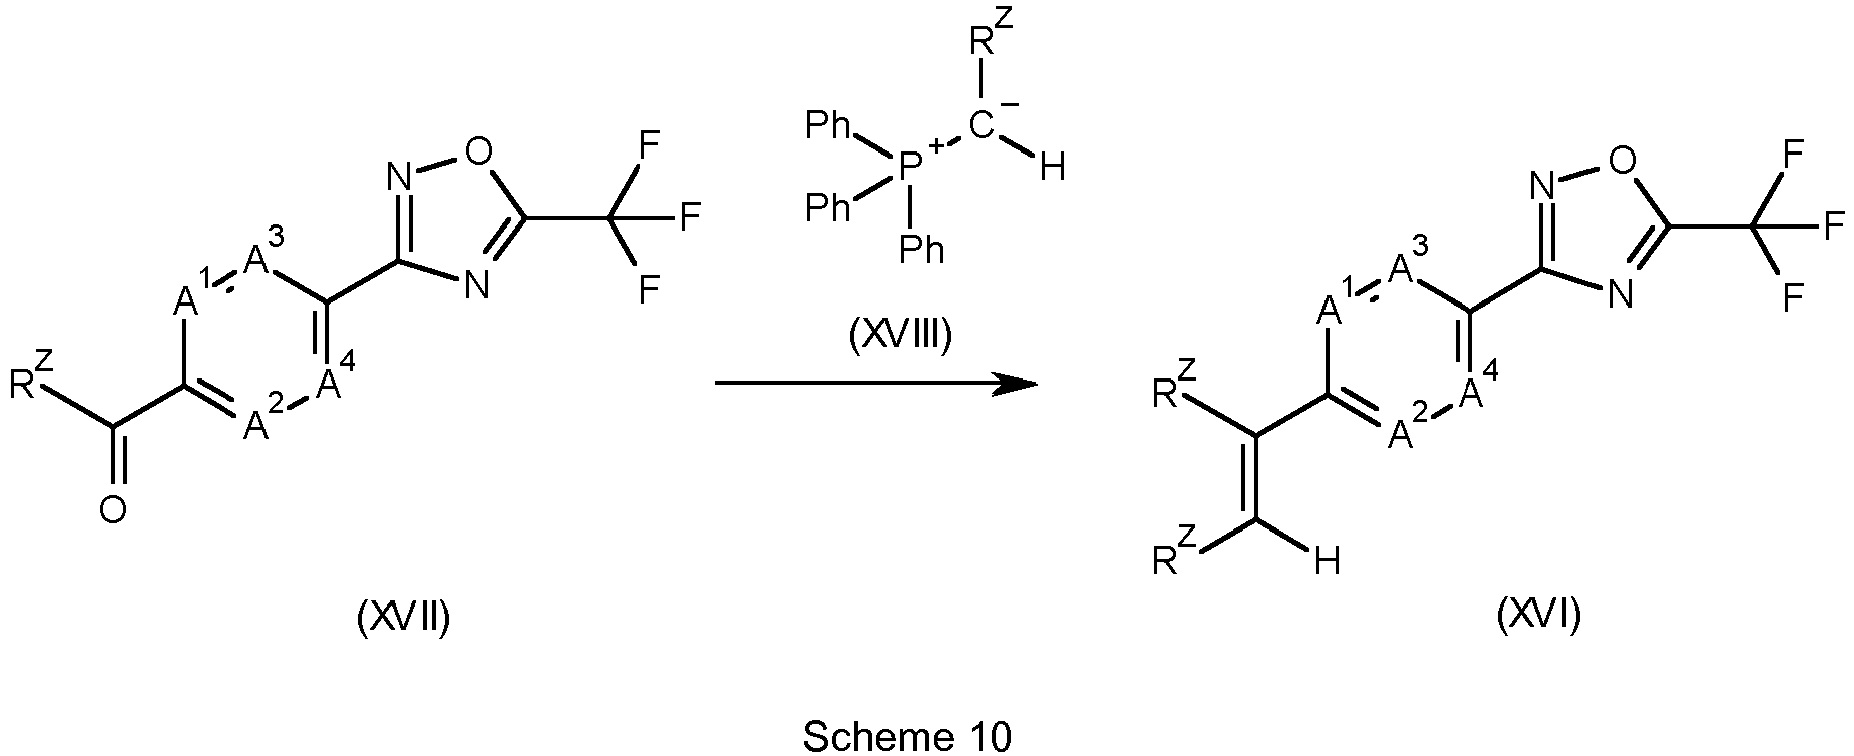 R^Z
Ph
P^+
C^−
H
Ph
Ph
(XVIII)
N
O
F
F
F
N
A^3
A^1
A^4
A^2
R^Z
O
(XVII)
N
O
F
F
F
N
A^3
A^1
A^4
A^2
R^Z
R^Z
H
(XVI)
Scheme 10